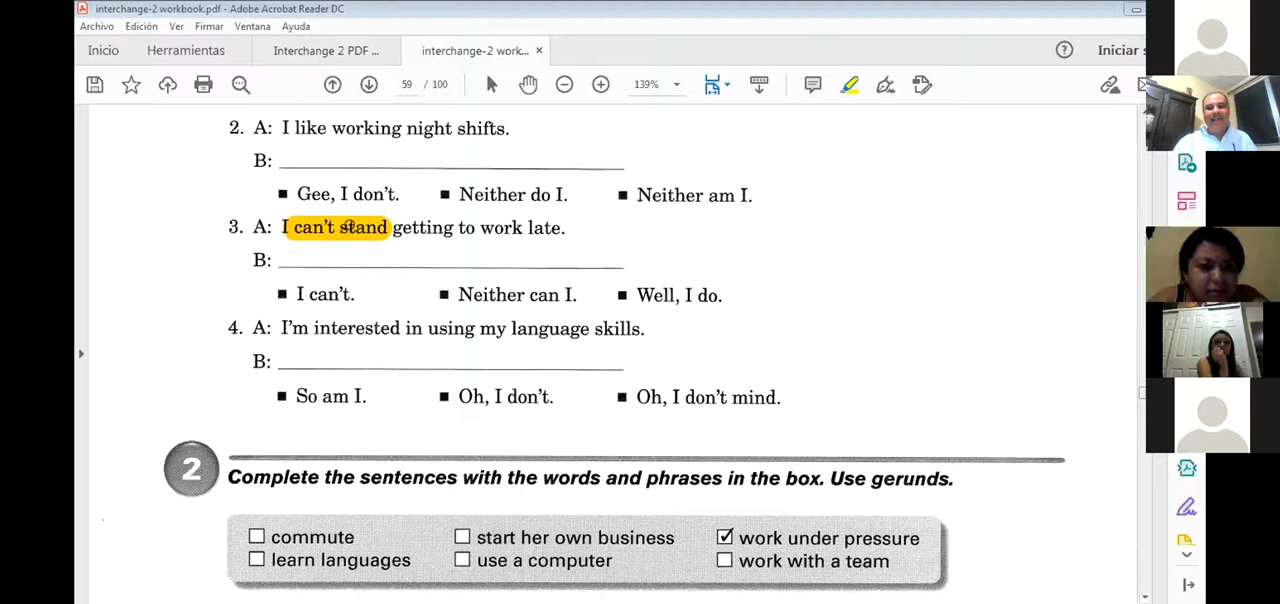 interchange-2 workbook.pdf - Adobe Acrobat Reader DC
Archivo Edición Ver Firmar Ventana Ayuda
Inicio Herramientas Interchange 2 PDF ... interchange-2 work... × ? Iniciar
59 / 100 139%
2. A: I like working night shifts.
B:
■ Gee, I don't. ■ Neither do I. ■ Neither am I.
3. A: I can't stand getting to work late.
B:
■ I can't. ■ Neither can I. ■ Well, I do.
4. A: I'm interested in using my language skills.
B:
■ So am I. ■ Oh, I don't. ■ Oh, I don't mind.
2 Complete the sentences with the words and phrases in the box. Use gerunds.
☐ commute ☐ start her own business ☑ work under pressure
☐ learn languages ☐ use a computer ☐ work with a team